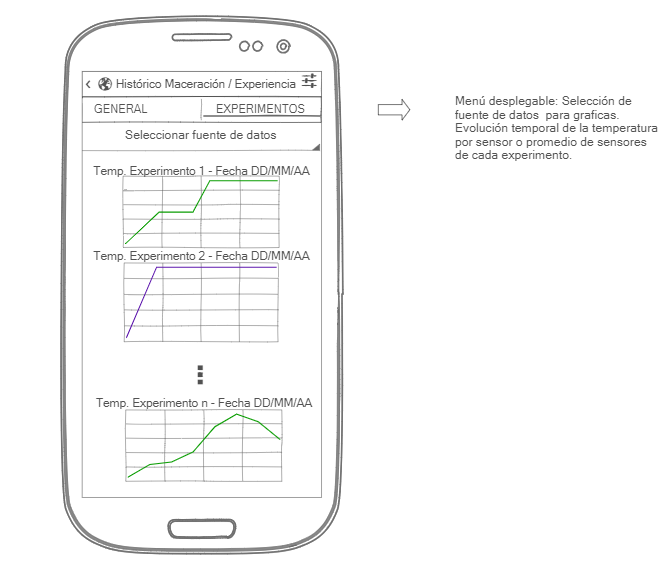 Histórico Maceración / Experiencia
GENERAL EXPERIMENTOS
Seleccionar fuente de datos
Temp. Experimento 1 - Fecha DD/MM/AA
Temp. Experimento 2 - Fecha DD/MM/AA
Temp. Experimento n - Fecha DD/MM/AA
Menú desplegable: Selección de
fuente de datos para graficas.
Evolución temporal de la temperatura
por sensor o promedio de sensores
de cada experimento.